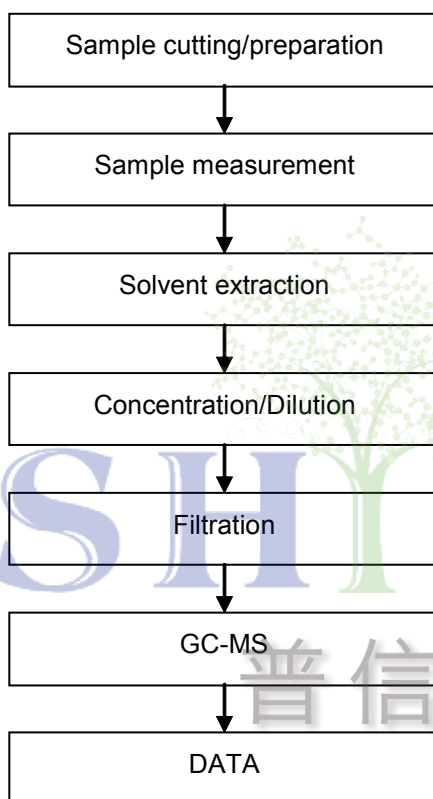 Sample cutting/preparation
Sample measurement
Solvent extraction
Concentration/Dilution
SH
Filtration
GC-MS
普信
DATA